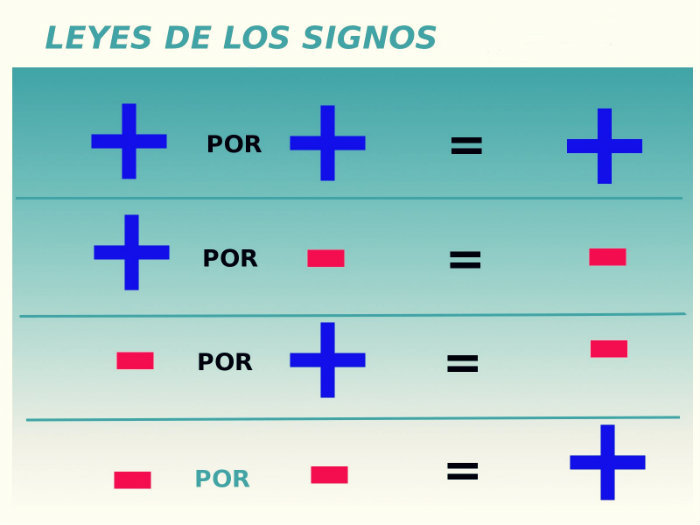 LEYES DE LOS SIGNOS
+ POR + = +
+ POR - = -
- POR + = -
- POR - = +